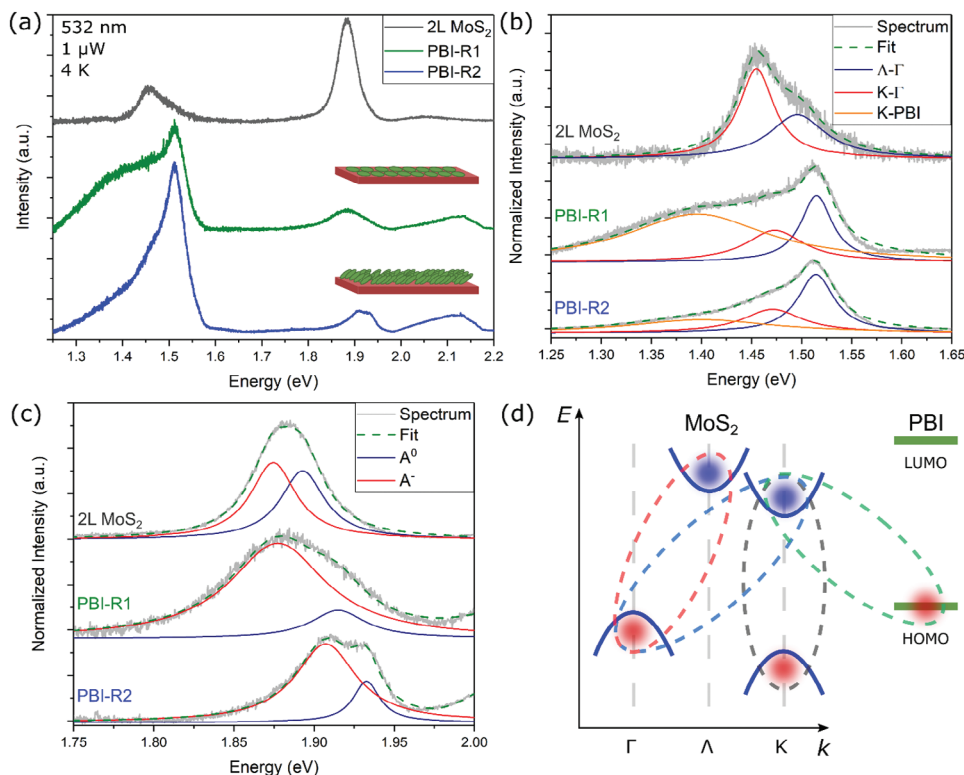 (a)
532 nm
1 µW
4 K
2L MoS₂
PBI-R1
PBI-R2
Intensity (a.u.)
1.3 1.4 1.5 1.6 1.7 1.8 1.9 2.0 2.1 2.2
Energy (eV)
(b)
Spectrum
Fit
Λ-Γ
K-Γ
K-PBI
2L MoS₂
PBI-R1
PBI-R2
Normalized Intensity (a.u.)
1.25 1.30 1.35 1.40 1.45 1.50 1.55 1.60 1.65
Energy (eV)
(c)
Spectrum
Fit
A⁰
A⁻
2L MoS₂
PBI-R1
PBI-R2
Normalized Intensity (a.u.)
1.75 1.80 1.85 1.90 1.95 2.00
Energy (eV)
(d)
E
MoS₂
PBI
LUMO
HOMO
Γ Λ K k